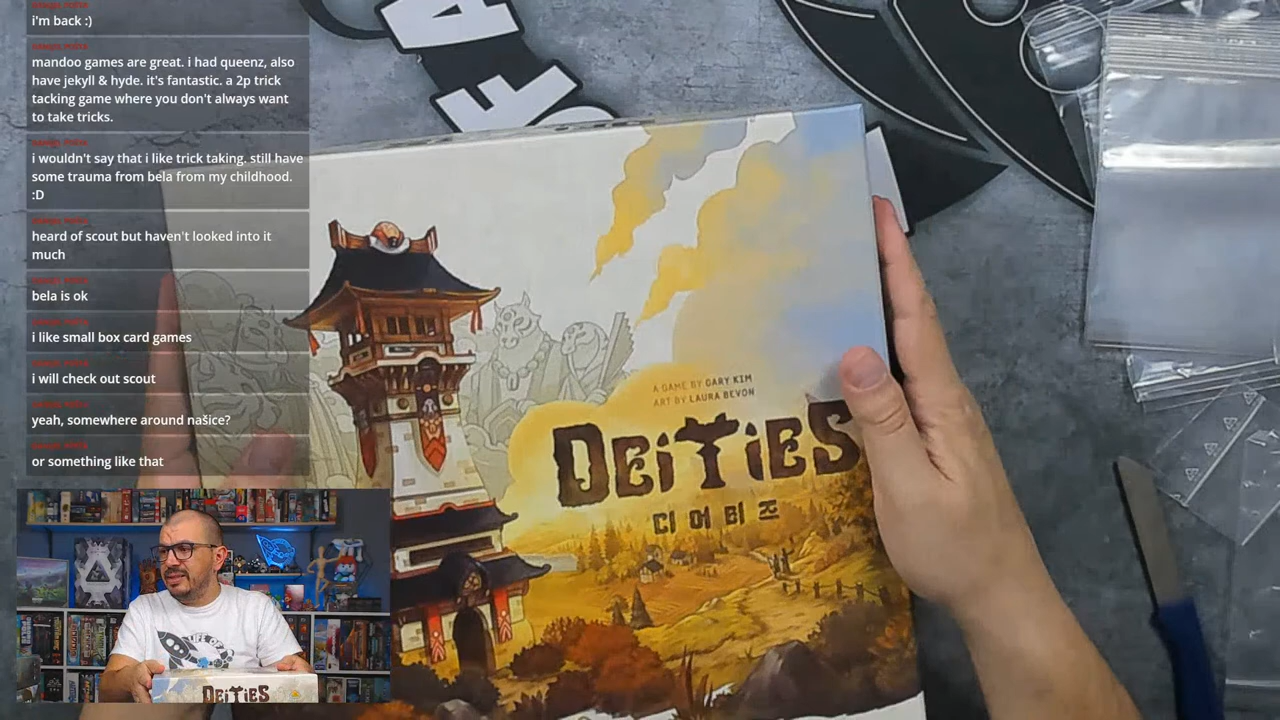 i'm back :)
mandoo games are great. i had queenz, also
have jekyll & hyde. it's fantastic. a 2p trick
tacking game where you don't always want
to take tricks.
i wouldn't say that i like trick taking. still have
some trauma from bela from my childhood.
:D
heard of scout but haven't looked into it
much
bela is ok
i like small box card games
i will check out scout
yeah, somewhere around našice?
or something like that
A GAME BY GARY KIM
ART BY LAURA BEVON
DEiTiES
디어티즈
LIFE OF
DEiTiES